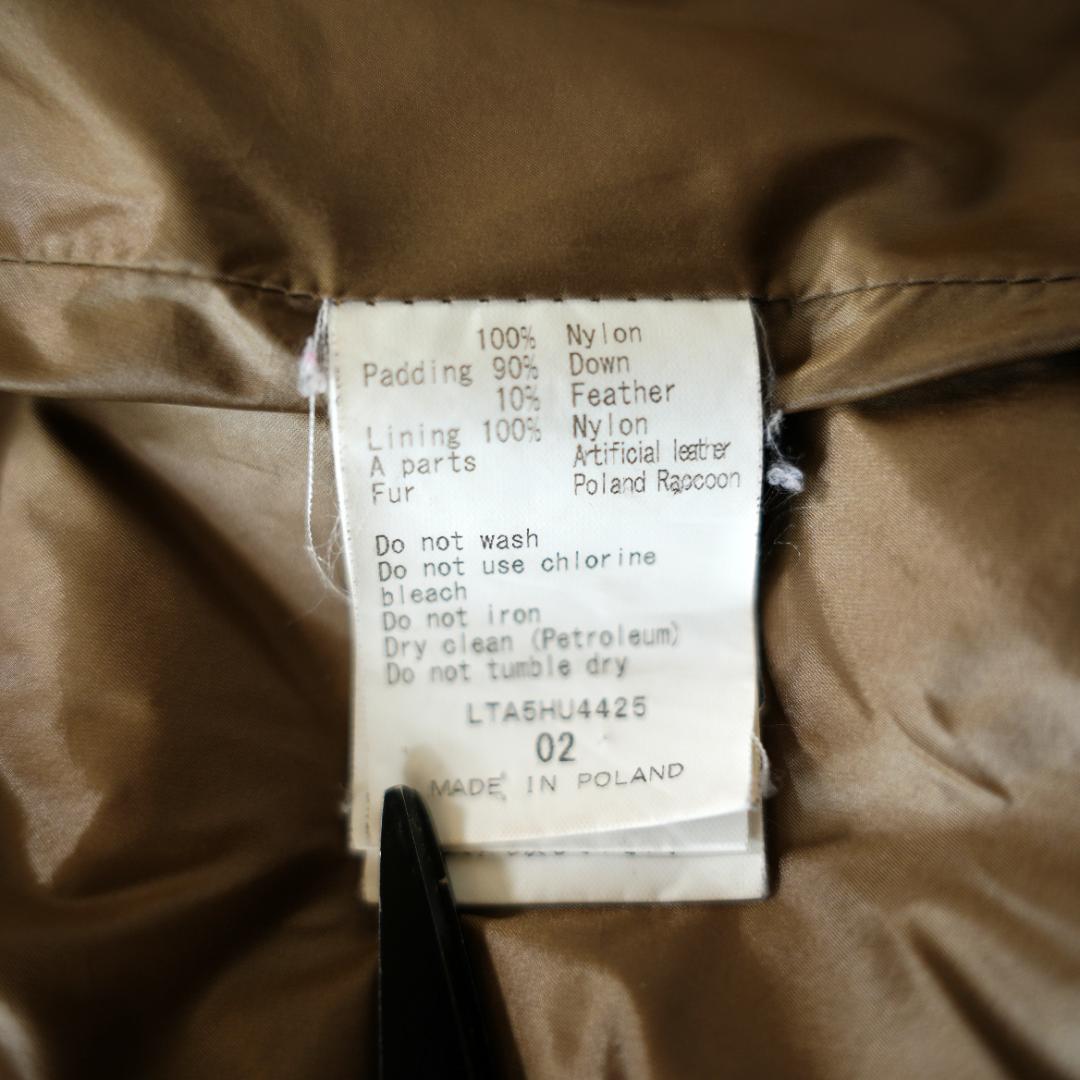 100% Nylon
Padding 90% Down
10% Feather
Lining 100% Nylon
A parts Artificial leather
Fur Poland Raccoon
Do not wash
Do not use chlorine
bleach
Do not iron
Dry clean (Petroleum)
Do not tumble dry
LTA5HU4425
02
MADE IN POLAND